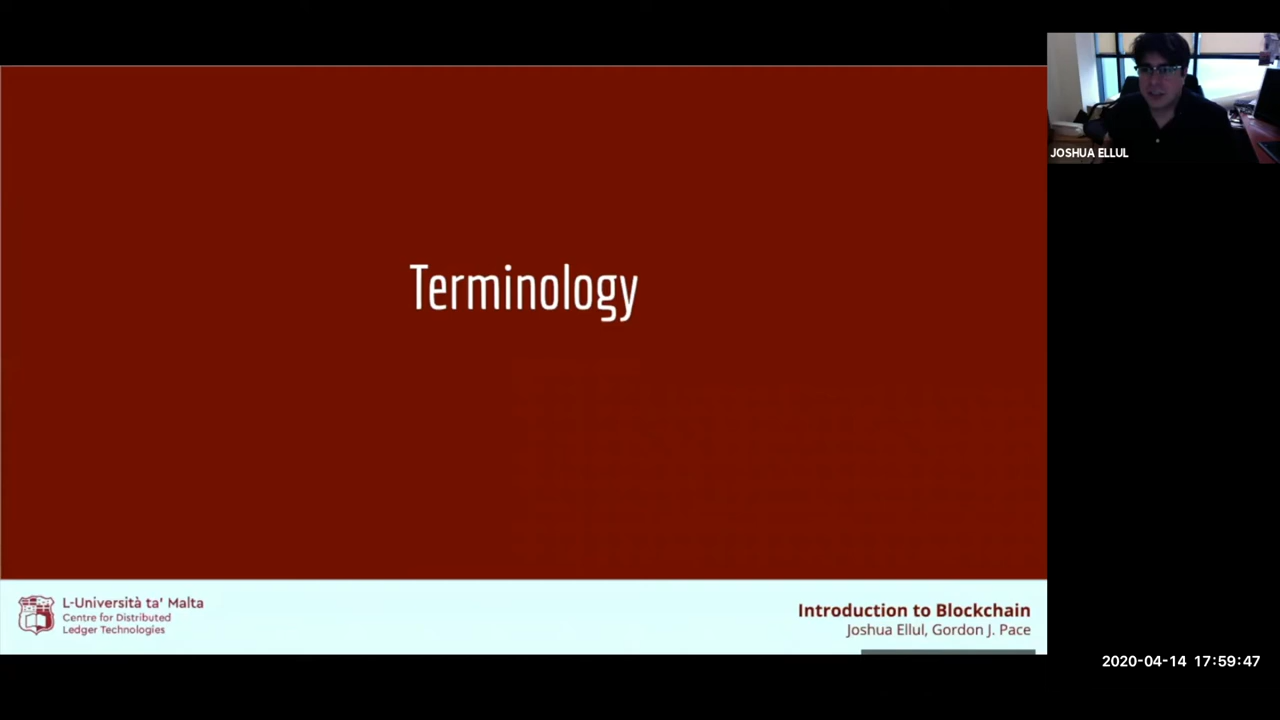 JOSHUA ELLUL
Terminology
L-Università ta' Malta
Centre for Distributed
Ledger Technologies
Introduction to Blockchain
Joshua Ellul, Gordon J. Pace
2020-04-14 17:59:47